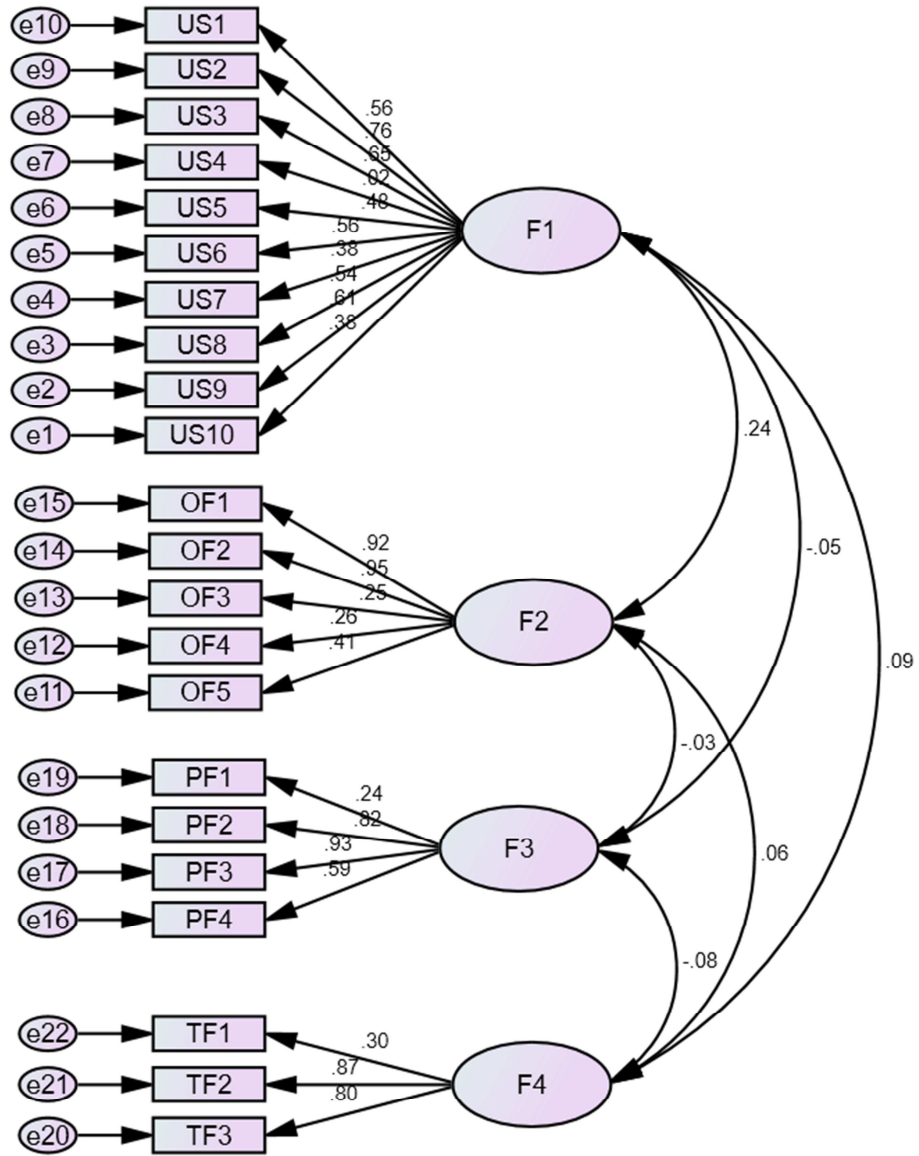 e10 US1
e9 US2
e8 US3
e7 US4
e6 US5
e5 US6
e4 US7
e3 US8
e2 US9
e1 US10
.56
.76
.65
.02
.48
.56
.38
.54
.61
.38
F1
e15 OF1
e14 OF2
e13 OF3
e12 OF4
e11 OF5
.92
.95
.25
.26
.41
F2
e19 PF1
e18 PF2
e17 PF3
e16 PF4
.24
.82
.93
.59
F3
e22 TF1
e21 TF2
e20 TF3
.30
.87
.80
F4
.24
-.05
.09
-.03
.06
-.08